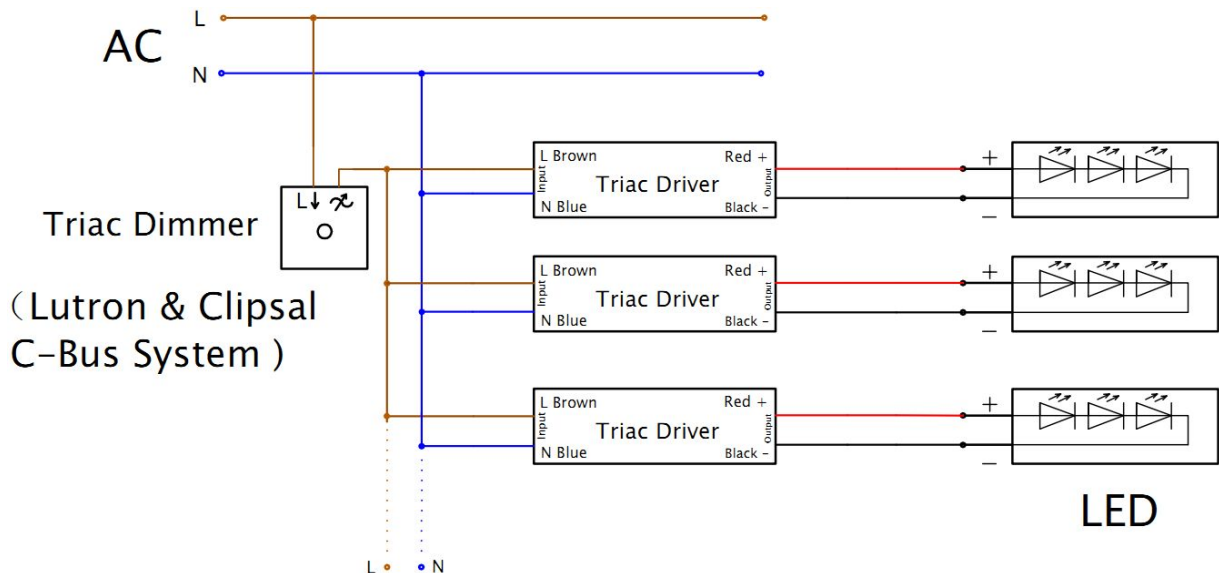 L
AC
N
L Brown
Red +
Input
Triac Driver
Output
N Blue
Black –
+
–
L
Triac Dimmer
（Lutron & Clipsal
C-Bus System )
L Brown
Red +
Input
Triac Driver
Output
N Blue
Black –
+
–
L Brown
Red +
Input
Triac Driver
Output
N Blue
Black –
+
–
LED
L
N